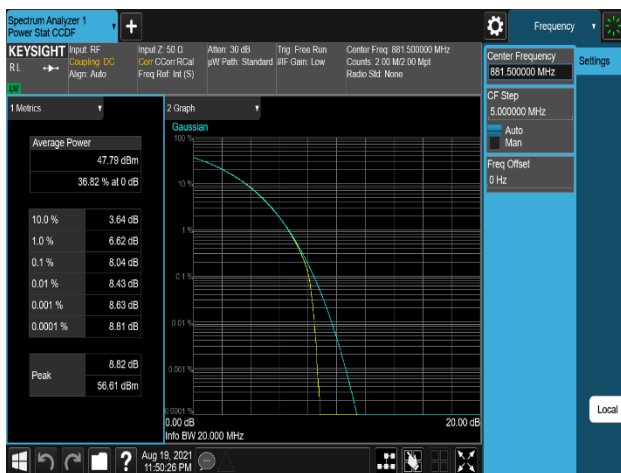 Spectrum Analyzer 1
Power Stat CCDF
+
Frequency
KEYSIGHT
RL
LW
Input: RF
Coupling: DC
Align: Auto
Input Z: 50 Ω
Corr CCorr RCal
Freq Ref: Int (S)
Atten: 30 dB
µW Path: Standard
Trig: Free Run
#IF Gain: Low
Center Freq: 881.500000 MHz
Counts: 2.00 M/2.00 Mpt
Radio Std: None
Center Frequency
881.500000 MHz
Settings
CF Step
5.000000 MHz
Auto
Man
Freq Offset
0 Hz
Local
1 Metrics
Average Power
47.79 dBm
36.82 % at 0 dB
10.0 % 3.64 dB
1.0 % 6.62 dB
0.1 % 8.04 dB
0.01 % 8.43 dB
0.001 % 8.63 dB
0.0001 % 8.81 dB
Peak
8.82 dB
56.61 dBm
2 Graph
Gaussian
100 %
10 %
1 %
0.1 %
0.01 %
0.001 %
0.0001 %
0.00 dB 20.00 dB
Info BW 20.000 MHz
?
Aug 19, 2021
11:50:26 PM